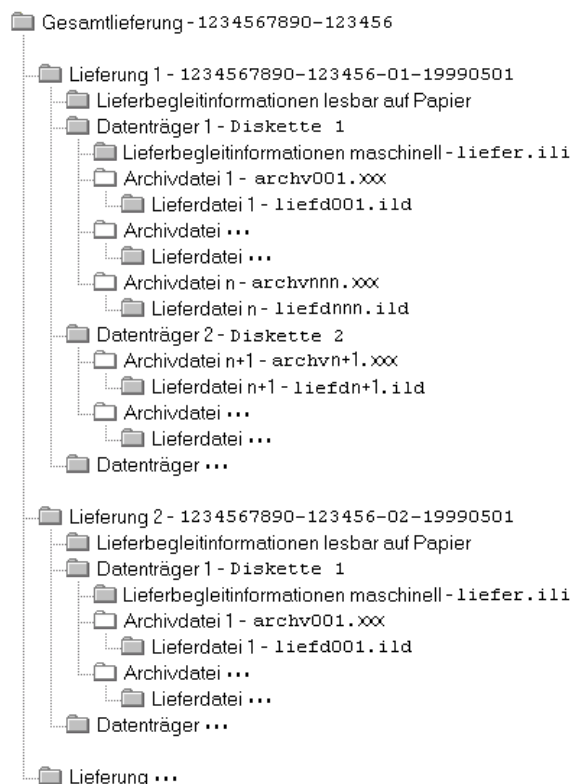 Gesamtlieferung - 1234567890-123456
Lieferung 1 - 1234567890-123456-01-19990501
Lieferbegleitinformationen lesbar auf Papier
Datenträger 1 - Diskette 1
Lieferbegleitinformationen maschinell - liefer.ili
Archivdatei 1 - archv001.xxx
Lieferdatei 1 - liefd001.ild
Archivdatei ...
Lieferdatei ...
Archivdatei n - archvnnn.xxx
Lieferdatei n - liefdnnn.ild
Datenträger 2 - Diskette 2
Archivdatei n+1 - archvn+1.xxx
Lieferdatei n+1 - liefdn+1.ild
Archivdatei ...
Lieferdatei ...
Datenträger ...
Lieferung 2 - 1234567890-123456-02-19990501
Lieferbegleitinformationen lesbar auf Papier
Datenträger 1 - Diskette 1
Lieferbegleitinformationen maschinell - liefer.ili
Archivdatei 1 - archv001.xxx
Lieferdatei 1 - liefd001.ild
Archivdatei ...
Lieferdatei ...
Datenträger ...
Lieferung ...